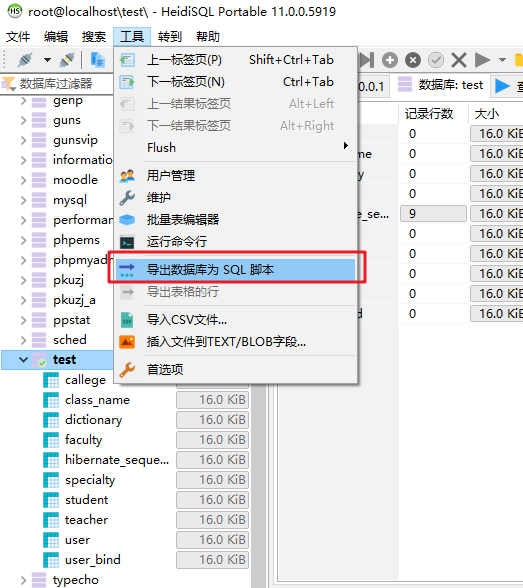 root@localhost\test\ - HeidiSQL Portable 11.0.0.5919
文件 编辑 搜索 工具 转到 帮助
数据库过滤器
上一标签页(P) Shift+Ctrl+Tab
下一标签页(N) Ctrl+Tab
上一结果标签页 Alt+Left
下一结果标签页 Alt+Right
Flush
用户管理
维护
批量表编辑器
运行命令行
导出数据库为 SQL 脚本
导出表格的行
导入CSV文件...
插入文件到TEXT/BLOB字段...
首选项
0.0.1 数据库: test
记录行数 大小
0 16.0 KiB
me 0 16.0 KiB
y 0 16.0 KiB
0 16.0 KiB
e_se... 9 16.0 KiB
0 16.0 KiB
0 16.0 KiB
0 16.0 KiB
0 16.0 KiB
d 0 16.0 KiB
genp
guns
gunsvip
information
moodle
mysql
performan
phpems
phpmyadm
pkuzj
pkuzj_a
ppstat
sched
test
callege 16.0 KiB
class_name 16.0 KiB
dictionary 16.0 KiB
faculty 16.0 KiB
hibernate_seque... 16.0 KiB
specialty 16.0 KiB
student 16.0 KiB
teacher 16.0 KiB
user 16.0 KiB
user_bind 16.0 KiB
typecho